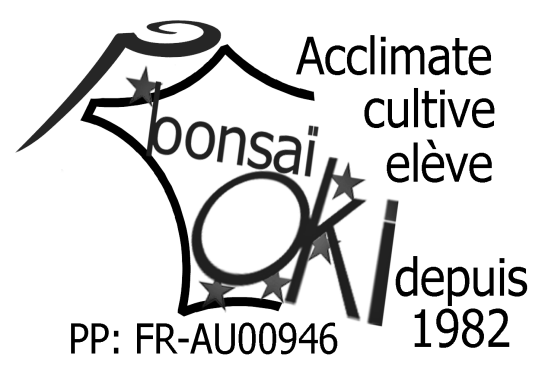 Acclimate
cultive
elève
bonsaï
OKi
depuis
1982
PP: FR-AU00946